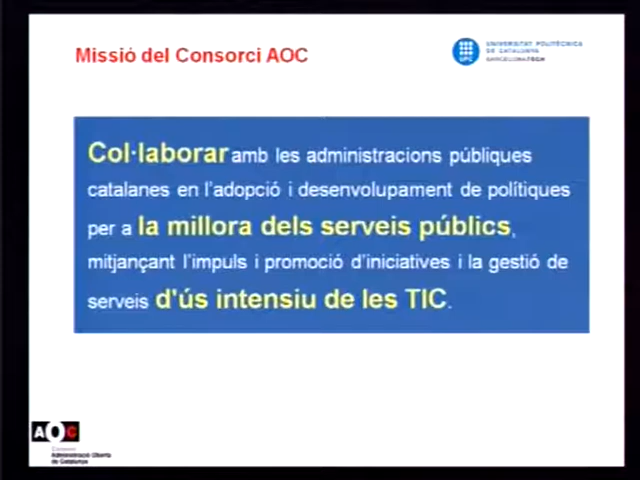 Missió del Consorci AOC
UNIVERSITAT POLITÈCNICA
DE CATALUNYA
BARCELONATECH
UPC
Col·laborar amb les administracions públiques
catalanes en l'adopció i desenvolupament de polítiques
per a la millora dels serveis públics,
mitjançant l'impuls i promoció d'iniciatives i la gestió de
serveis d'ús intensiu de les TIC.
AOC
Consorci
Administració Oberta
de Catalunya